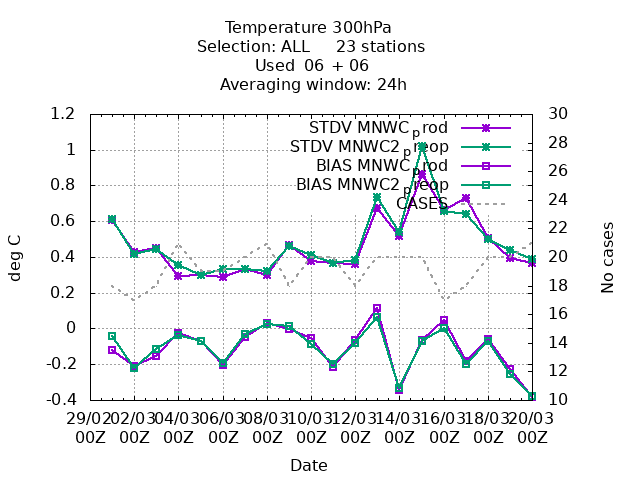 Temperature 300hPa
Selection: ALL 23 stations
Used 06 + 06
Averaging window: 24h
STDV MNWCprod
STDV MNWC2preop
BIAS MNWCprod
BIAS MNWC2preop
CASES
1.2
1
0.8
0.6
0.4
0.2
0
-0.2
-0.4
deg C
30
28
26
24
22
20
18
16
14
12
10
No cases
29/02 02/03 04/03 06/03 08/03 10/03 12/03 14/03 16/03 18/03 20/03
00Z 00Z 00Z 00Z 00Z 00Z 00Z 00Z 00Z 00Z 00Z
Date